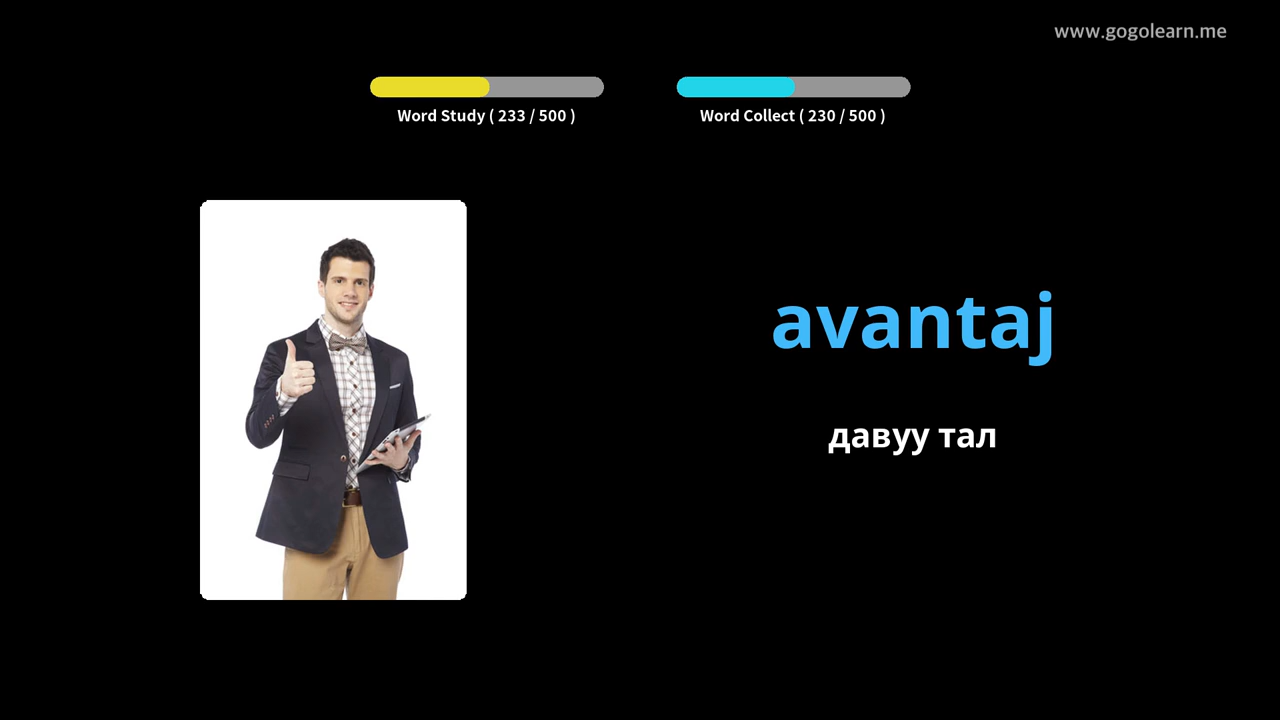 www.gogolearn.me
Word Study ( 233 / 500 )
Word Collect ( 230 / 500 )
avantaj
давуу тал